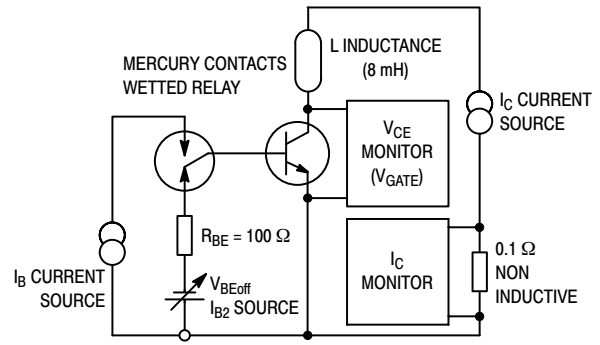 MERCURY CONTACTS
WETTED RELAY
L INDUCTANCE
(8 mH)
I_C CURRENT
SOURCE
V_CE
MONITOR
(V_GATE)
R_BE = 100 Ω
I_B CURRENT
SOURCE
V_BEoff
I_B2 SOURCE
I_C
MONITOR
0.1 Ω
NON
INDUCTIVE